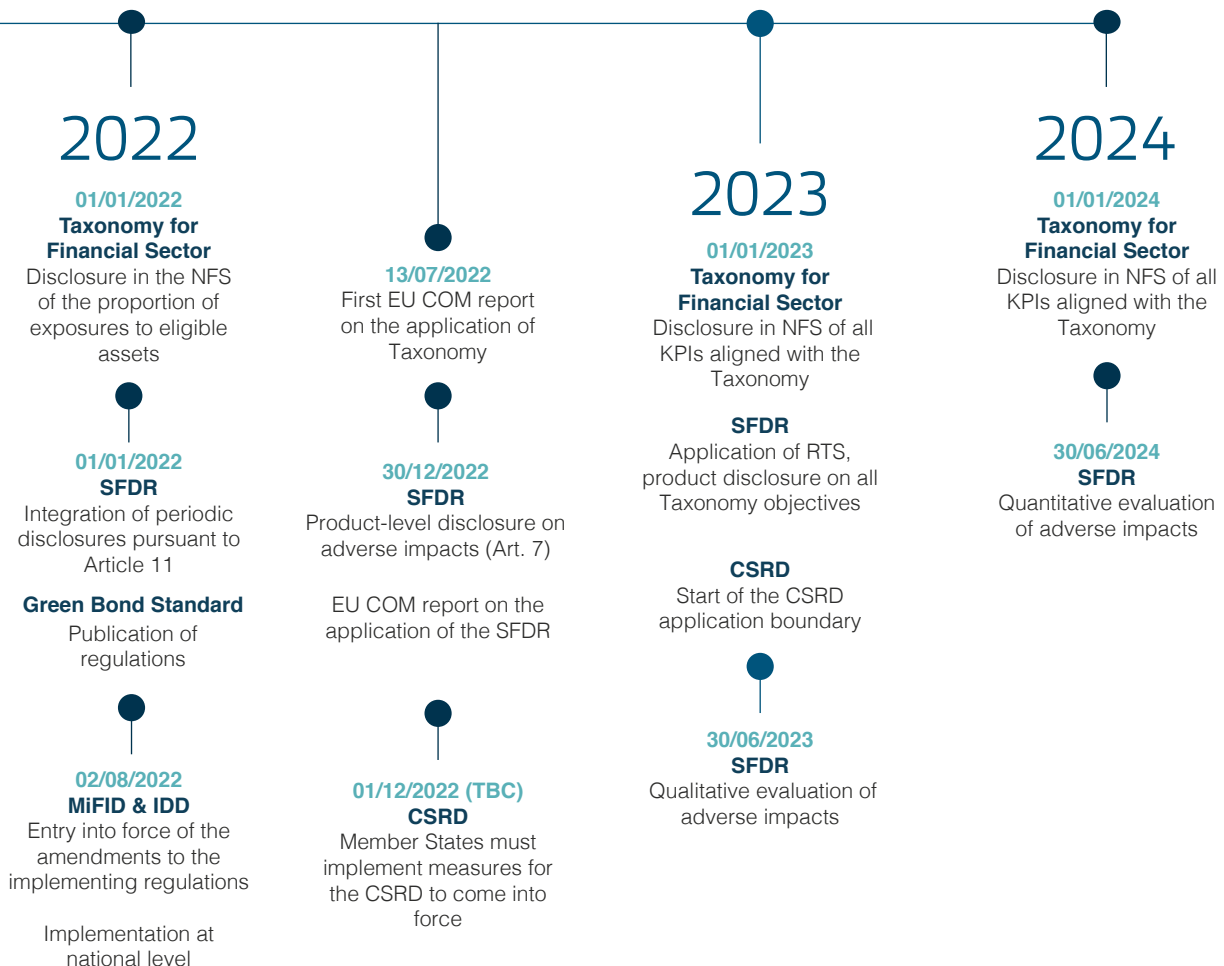 2022
01/01/2022
Taxonomy for
Financial Sector
Disclosure in the NFS
of the proportion of
exposures to eligible
assets
01/01/2022
SFDR
Integration of periodic
disclosures pursuant to
Article 11
Green Bond Standard
Publication of
regulations
02/08/2022
MiFID & IDD
Entry into force of the
amendments to the
implementing regulations
Implementation at
national level
13/07/2022
First EU COM report
on the application of
Taxonomy
30/12/2022
SFDR
Product-level disclosure on
adverse impacts (Art. 7)
EU COM report on the
application of the SFDR
01/12/2022 (TBC)
CSRD
Member States must
implement measures for
the CSRD to come into
force
2023
01/01/2023
Taxonomy for
Financial Sector
Disclosure in NFS of all
KPIs aligned with the
Taxonomy
SFDR
Application of RTS,
product disclosure on all
Taxonomy objectives
CSRD
Start of the CSRD
application boundary
30/06/2023
SFDR
Qualitative evaluation of
adverse impacts
2024
01/01/2024
Taxonomy for
Financial Sector
Disclosure in NFS of all
KPIs aligned with the
Taxonomy
30/06/2024
SFDR
Quantitative evaluation
of adverse impacts